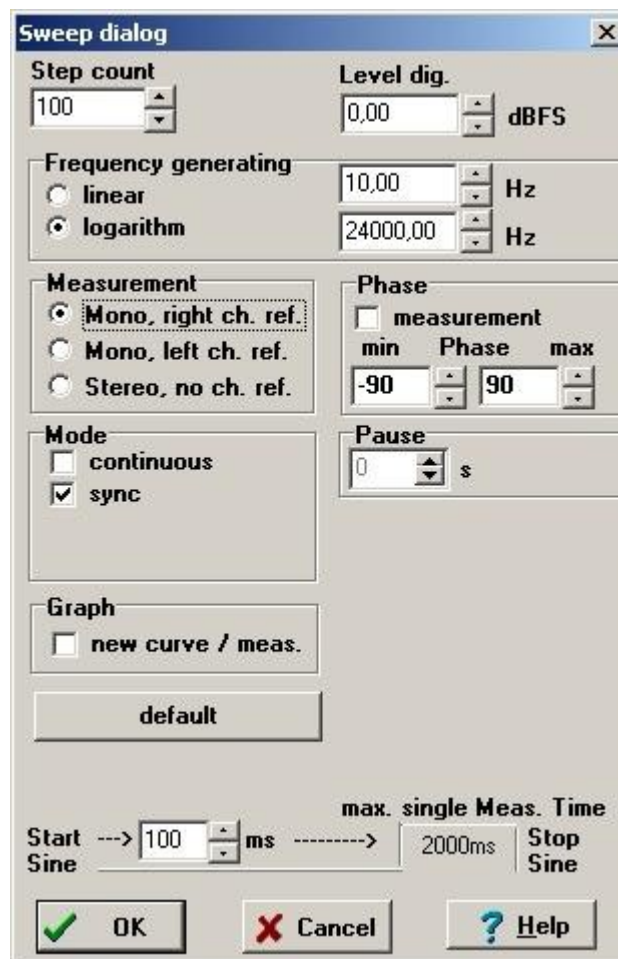 Sweep dialog
Step count
100
Level dig.
0,00 dBFS
Frequency generating
linear
logarithm
10,00 Hz
24000,00 Hz
Measurement
Mono, right ch. ref.
Mono, left ch. ref.
Stereo, no ch. ref.
Phase
measurement
min Phase max
-90 90
Mode
continuous
sync
Pause
0 s
Graph
new curve / meas.
default
max. single Meas. Time
Start Sine ---> 100 ms ---------> 2000ms Stop Sine
OK Cancel Help